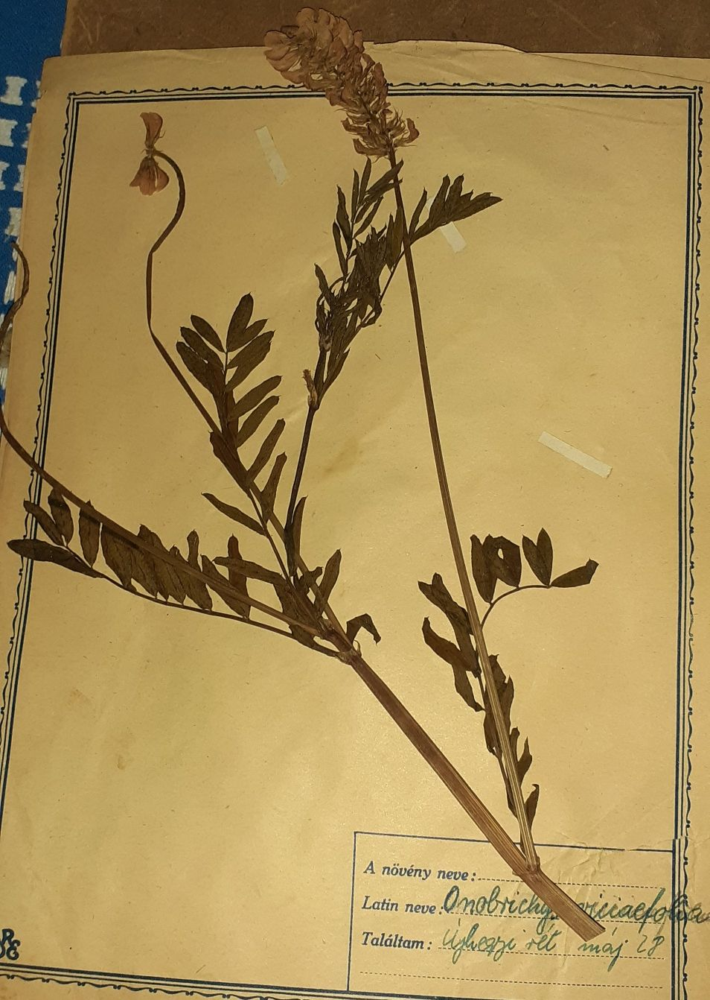 A növény neve:
Latin neve: Onobrichys viciaefolia
Találtam: Újhegyi rét máj 28